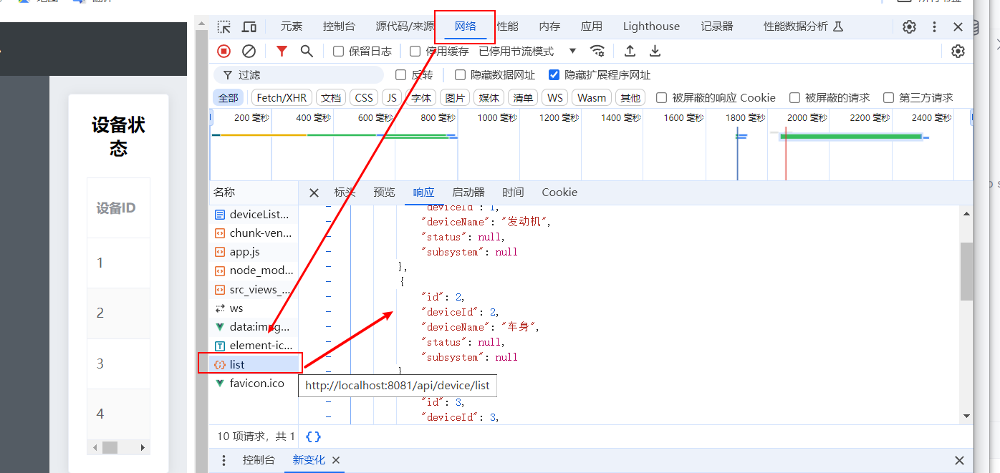 元素 控制台 源代码/来源 网络 性能 内存 应用 Lighthouse 记录器 性能数据分析
保留日志 停用缓存 已停用节流模式
过滤 反转 隐藏数据网址 隐藏扩展程序网址
全部 Fetch/XHR 文档 CSS JS 字体 图片 媒体 清单 WS Wasm 其他 被屏蔽的响应 Cookie 被屏蔽的请求 第三方请求
200 毫秒 400 毫秒 600 毫秒 800 毫秒 1000 毫秒 1200 毫秒 1400 毫秒 1600 毫秒 1800 毫秒 2000 毫秒 2200 毫秒 2400 毫秒
设备状
态
设备ID
1
2
3
4
名称
deviceList...
chunk-ven...
app.js
node_mod...
src_views_...
ws
data:imag...
element-ic...
list
favicon.ico
标头 预览 响应 启动器 时间 Cookie
"deviceId": 1,
"deviceName": "发动机",
"status": null,
"subsystem": null
},
{
"id": 2,
"deviceId": 2,
"deviceName": "车身",
"status": null,
"subsystem": null
}
http://localhost:8081/api/device/list
"id": 3,
"deviceId": 3,
10 项请求，共 1 {}
控制台 新变化